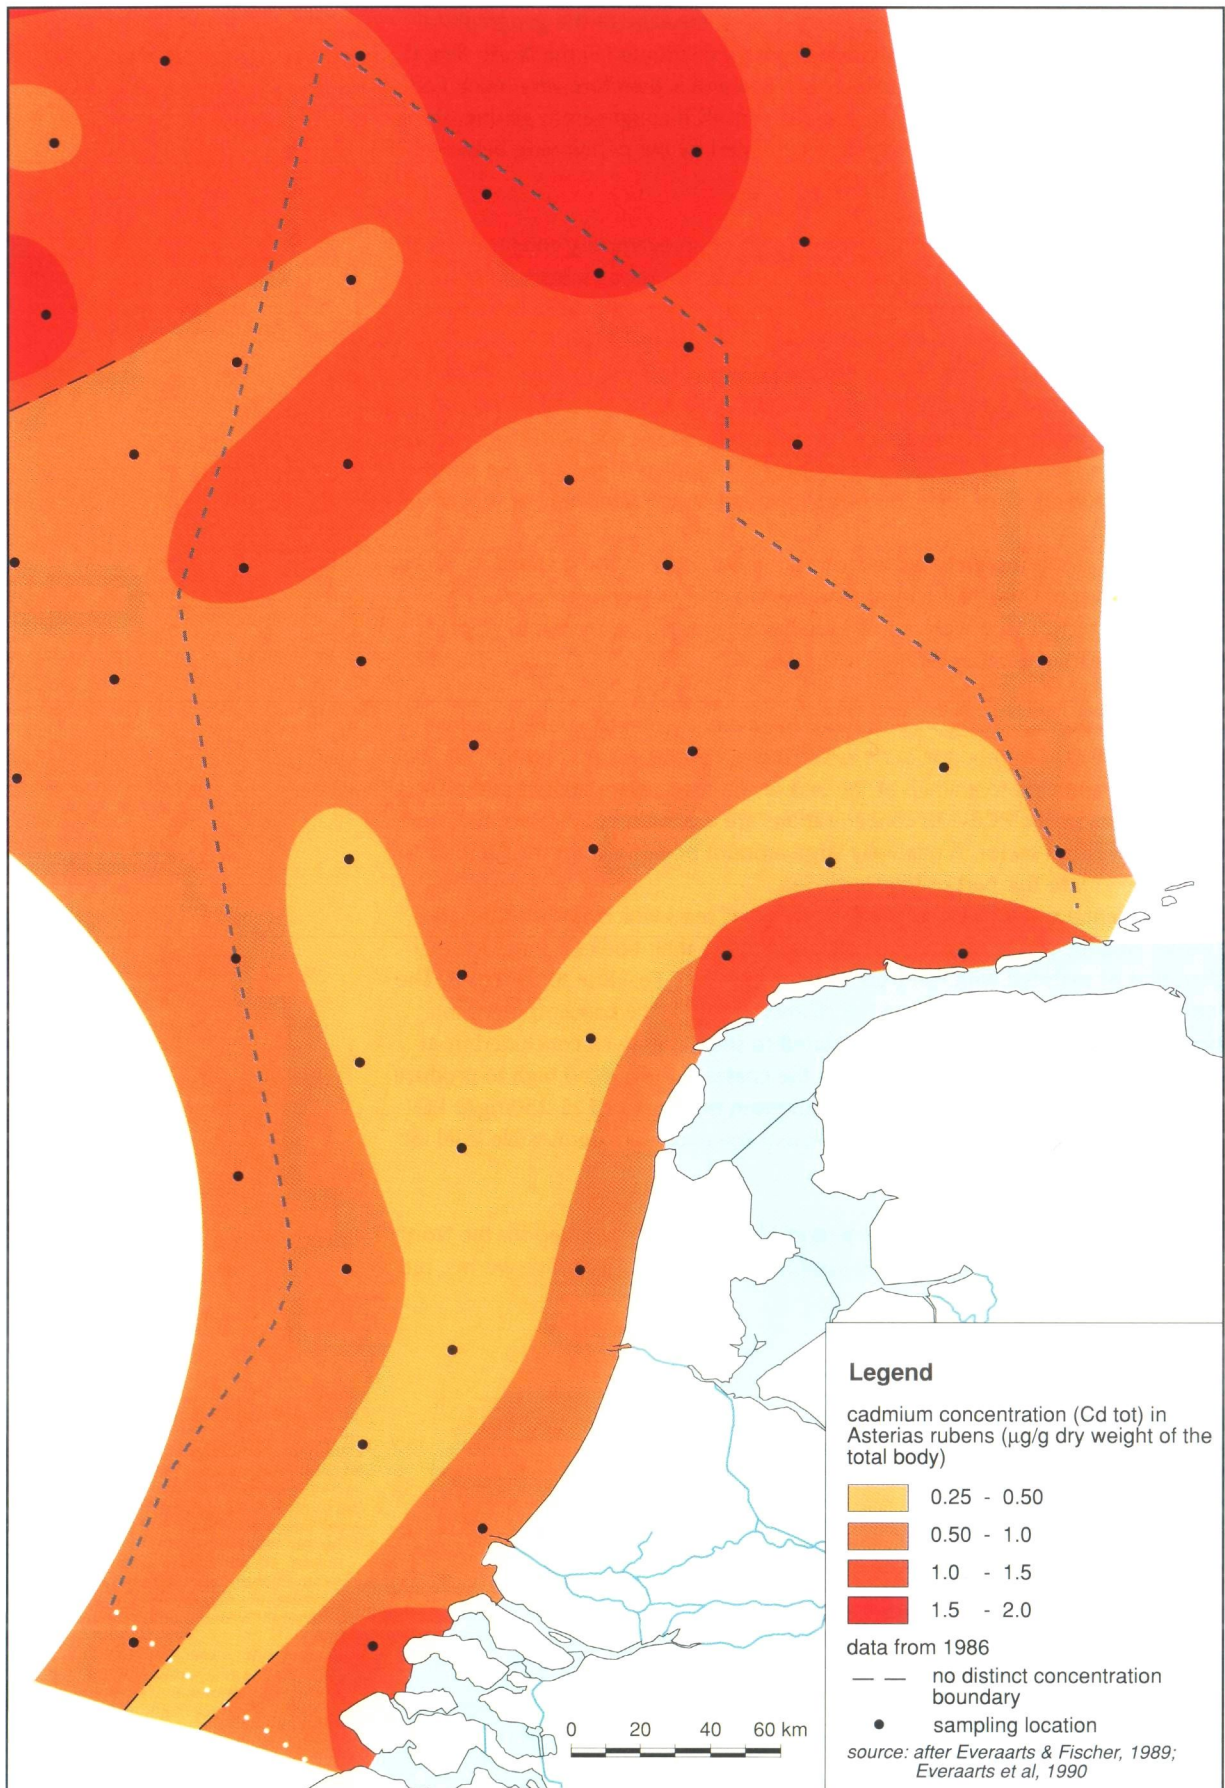 0 20 40 60 km
Legend
cadmium concentration (Cd tot) in
Asterias rubens (µg/g dry weight of the
total body)
0.25 - 0.50
0.50 - 1.0
1.0 - 1.5
1.5 - 2.0
data from 1986
no distinct concentration
boundary
sampling location
source: after Everaarts & Fischer, 1989;
Everaarts et al, 1990